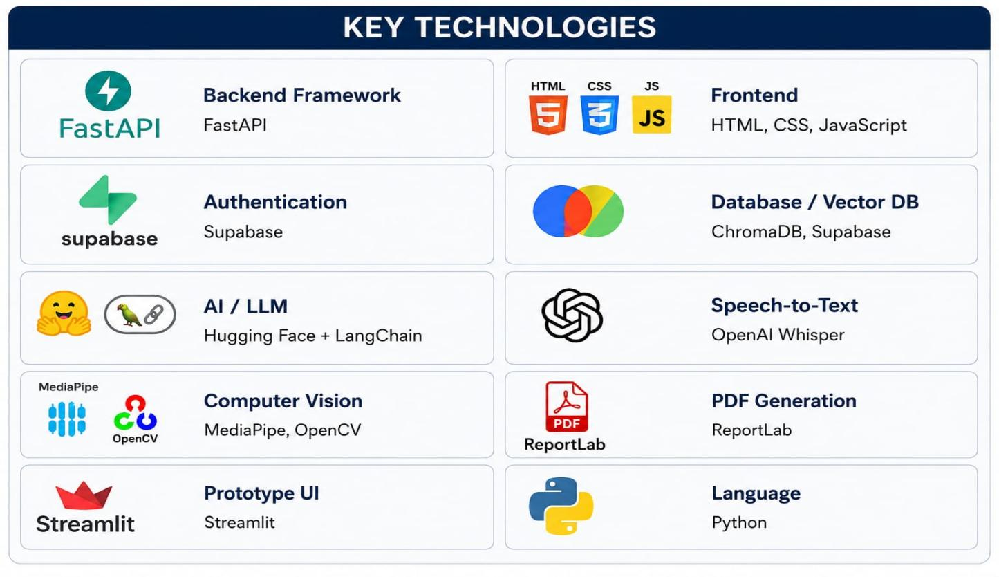 KEY TECHNOLOGIES
FastAPI
Backend Framework
FastAPI
HTML CSS JS
5 3 JS
Frontend
HTML, CSS, JavaScript
supabase
Authentication
Supabase
Database / Vector DB
ChromaDB, Supabase
AI / LLM
Hugging Face + LangChain
Speech-to-Text
OpenAI Whisper
MediaPipe
OpenCV
Computer Vision
MediaPipe, OpenCV
PDF
ReportLab
PDF Generation
ReportLab
Streamlit
Prototype UI
Streamlit
Language
Python